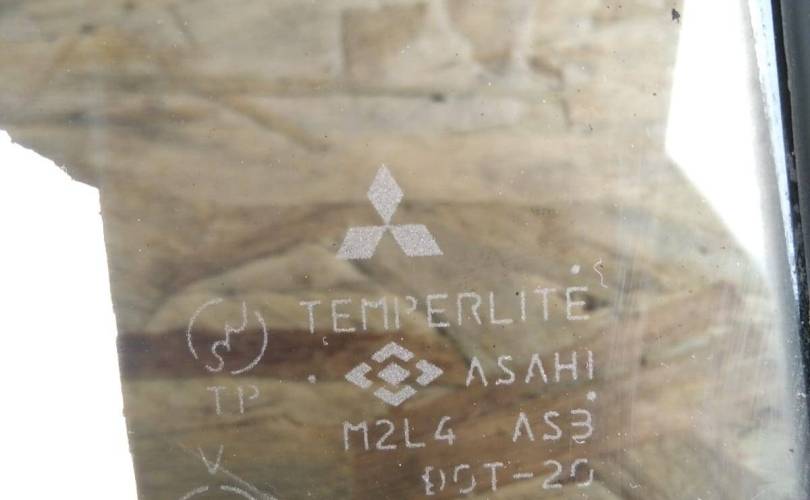 TEMPERLITE
S ASAHI
TP
M2L4 AS3
V
DOT-20